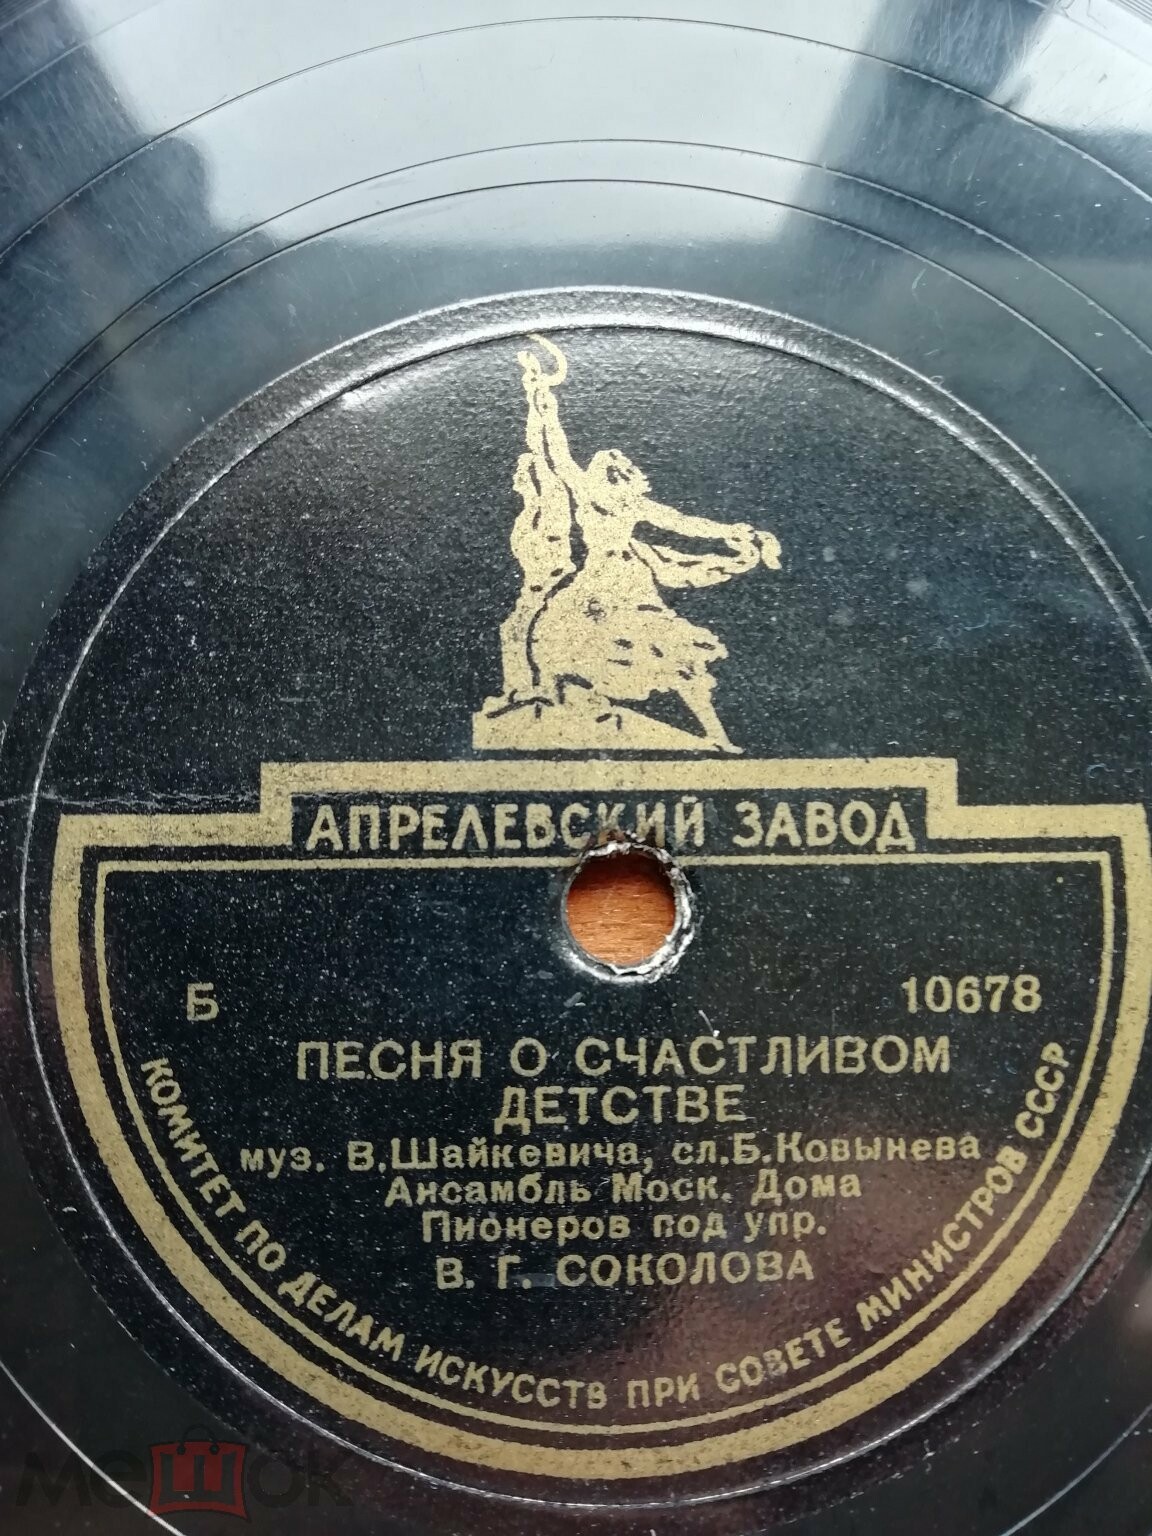 АПРЕЛЕВСКИЙ ЗАВОД
Б 10678
ПЕСНЯ О СЧАСТЛИВОМ
ДЕТСТВЕ
муз. В.Шайкевича, сл.Б.Ковынева
Ансамбль Моск. Дома
Пионеров под упр.
В. Г. СОКОЛОВА
КОМИТЕТ ПО ДЕЛАМ ИСКУССТВ ПРИ СОВЕТЕ МИНИСТРОВ СССР
мешок